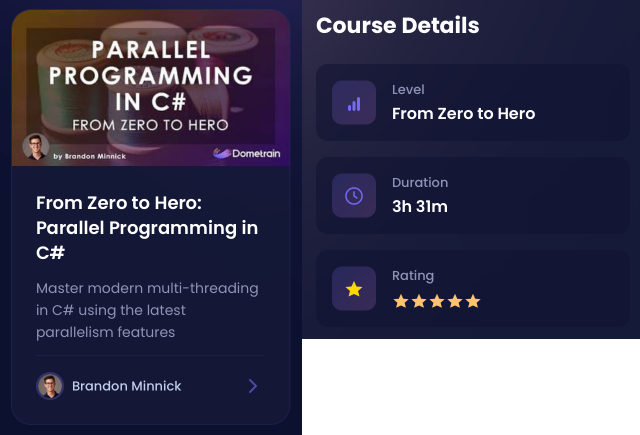 PARALLEL
PROGRAMMING
IN C#
FROM ZERO TO HERO
by Brandon Minnick
Dometrain
From Zero to Hero:
Parallel Programming in
C#
Master modern multi-threading
in C# using the latest
parallelism features
Brandon Minnick
Course Details
Level
From Zero to Hero
Duration
3h 31m
Rating